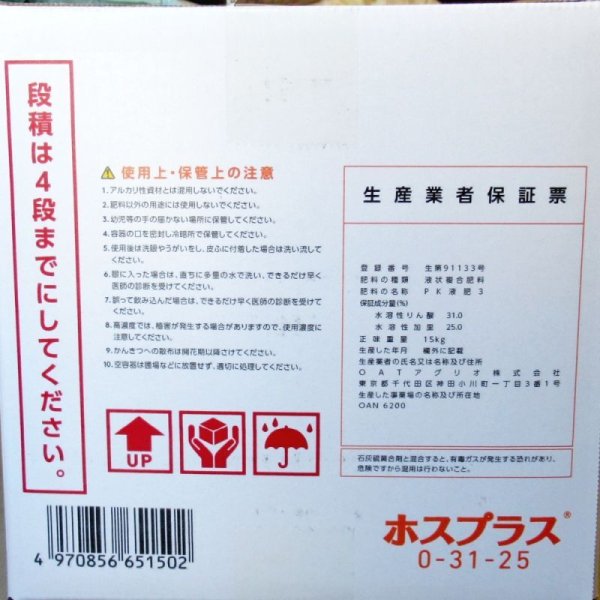 段積は4段までにしてください。
⚠使用上・保管上の注意
1.アルカリ性資材とは混用しないでください。
2.肥料以外の用途には使用しないでください。
3.幼児等の手の届かない場所に保管してください。
4.容器の口を密封し冷暗所で保管してください。
5.使用後は洗眼やうがいをし、皮ふに付着した場合は洗い流して
ください。
6.眼に入った場合は、直ちに多量の水で洗い、できるだけ早く
医師の診断を受けてください。
7.誤って飲み込んだ場合は、できるだけ早く医師の診断を受けて
ください。
8.高濃度では、極害が発生する場合がありますので、使用濃度に
注意してください。
9.かんきつへの散布は開花期以降さけてください。
10.空容器は圃場などに放置せず、適切に処理してください。
UP
4 970856 651502
生産業者保証票
登録番号 生第91133号
肥料の種類 液状複合肥料
肥料の名称 PK液肥3
保証成分量(%)
水溶性りん酸 31.0
水溶性加里 25.0
正味重量 15kg
生産した年月 欄外に記載
生産業者の氏名又は名称及び住所
OATアグリオ株式会社
東京都千代田区神田小川町一丁目3番1号
生産した事業場の名称及び所在地
OAN 6200
石灰硫黄合剤と混合すると、有毒ガスが発生する恐れがあり、
危険ですから混用は行わないこと。
ホスプラス®
0-31-25